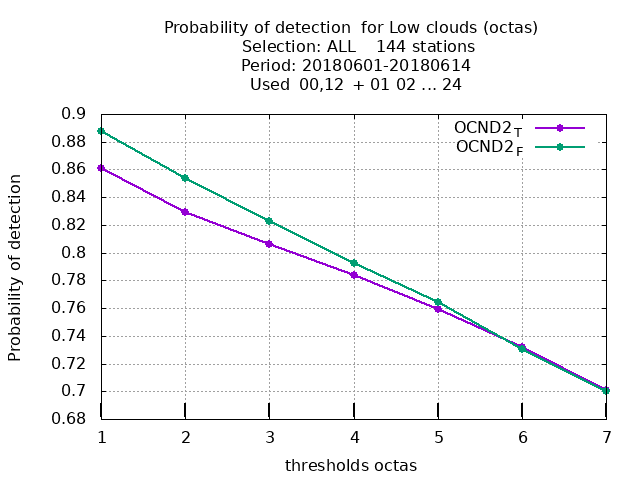 Probability of detection  for Low clouds (octas)
Selection: ALL    144 stations
Period: 20180601-20180614
Used  00,12  + 01 02 ... 24
OCND2T
OCND2F
0.9
0.88
0.86
0.84
0.82
0.8
0.78
0.76
0.74
0.72
0.7
0.68
Probability of detection
1 2 3 4 5 6 7
thresholds octas